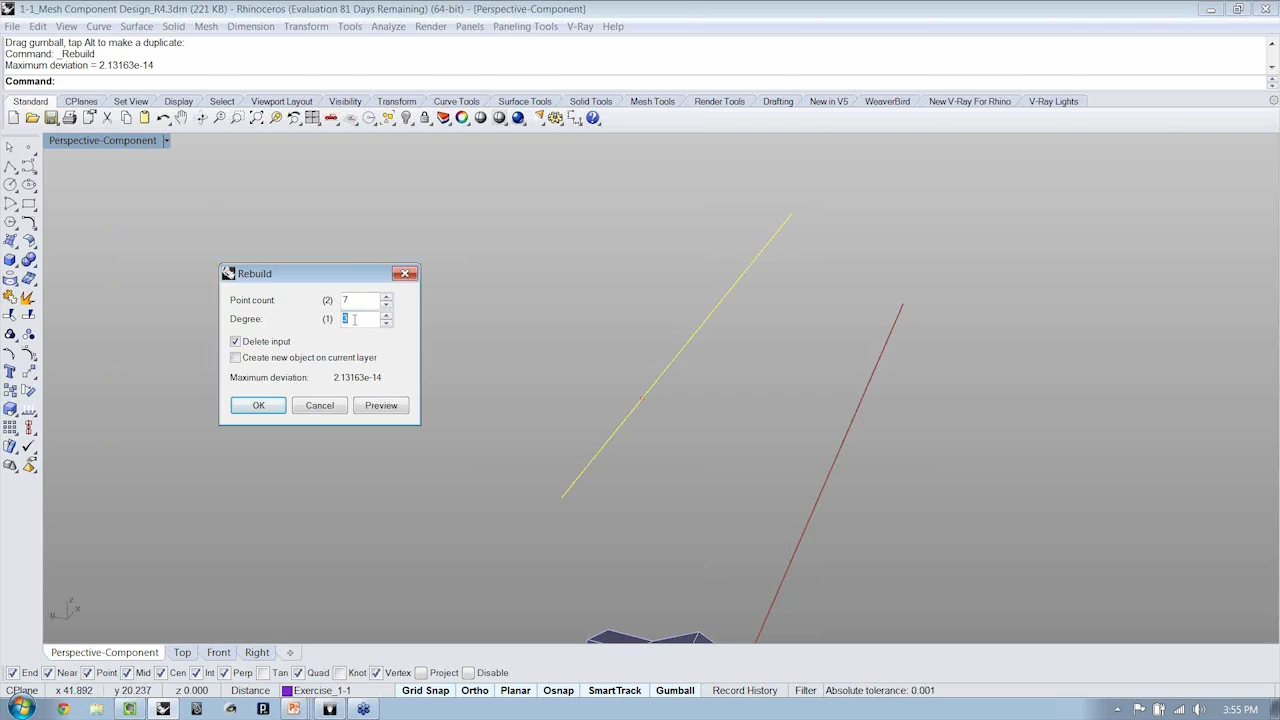 1-1_Mesh Component Design_R4.3dm (221 KB) - Rhinoceros (Evaluation 81 Days Remaining) (64-bit) - [Perspective-Component]
File Edit View Curve Surface Solid Mesh Dimension Transform Tools Analyze Render Panels Paneling Tools V-Ray Help
Drag gumball, tap Alt to make a duplicate:
Command: _Rebuild
Maximum deviation = 2.13163e-14
Command:
Standard CPlanes Set View Display Select Viewport Layout Visibility Transform Curve Tools Surface Tools Solid Tools Mesh Tools Render Tools Drafting New in V5 WeaverBird New V-Ray For Rhino V-Ray Lights
Perspective-Component
Rebuild
Point count: (2) 7
Degree: (1) 3
Delete input
Create new object on current layer
Maximum deviation: 2.13163e-14
OK Cancel Preview
z
x
Perspective-Component Top Front Right
End Near Point Mid Cen Int Perp Tan Quad Knot Vertex Project Disable
CPlane x 41.892 y 20.237 z 0.000 Distance Exercise_1-1 Grid Snap Ortho Planar Osnap SmartTrack Gumball Record History Filter Absolute tolerance: 0.001
3:55 PM